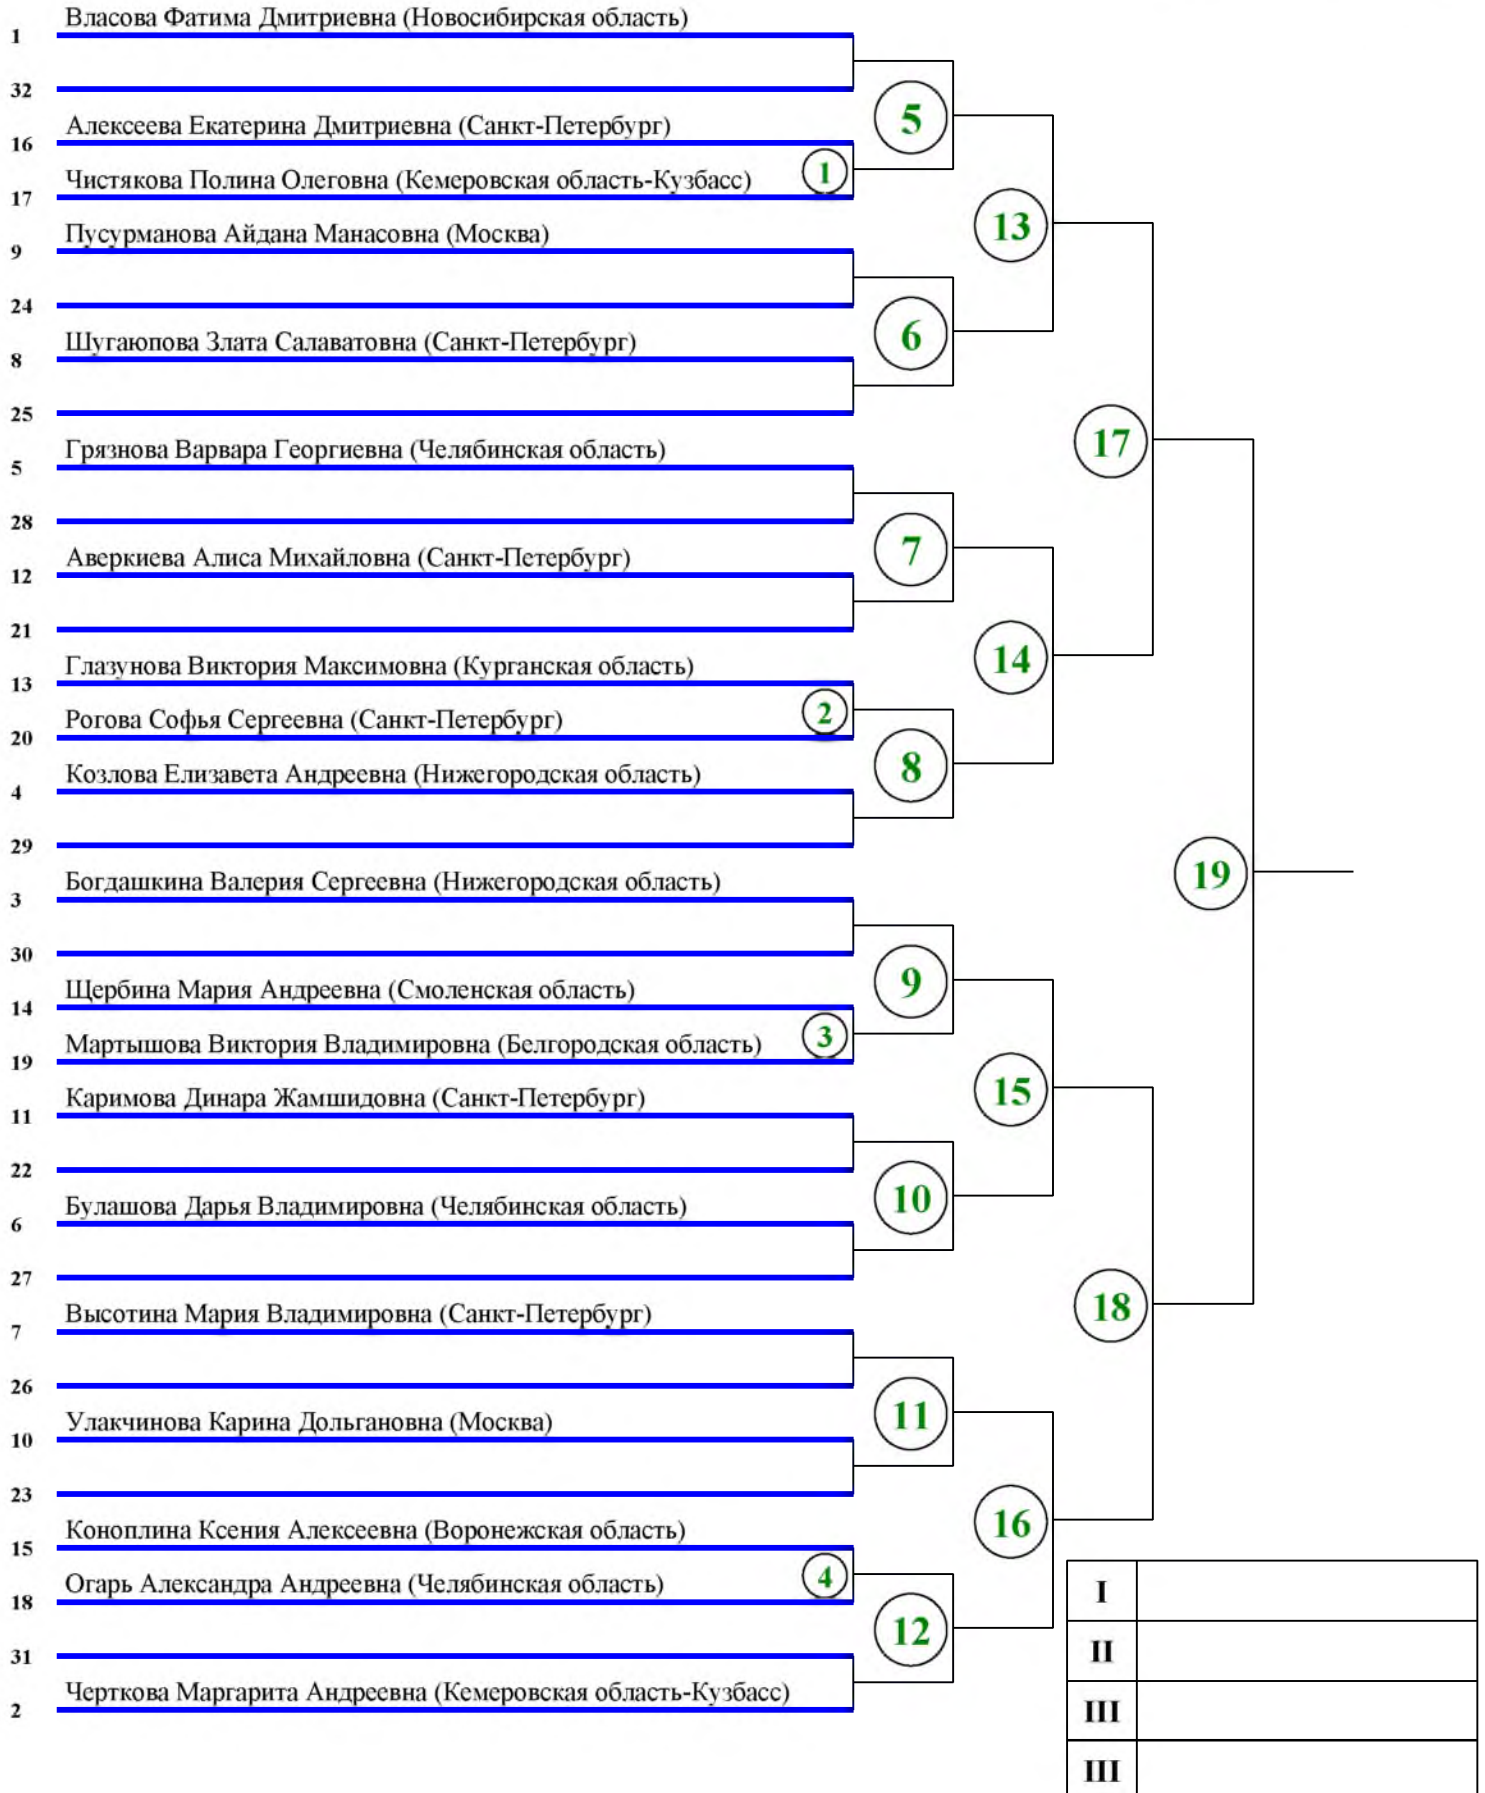 Власова Фатима Дмитриевна (Новосибирская область)
1
32
5
Алексеева Екатерина Дмитриевна (Санкт-Петербург)
16
Чистякова Полина Олеговна (Кемеровская область-Кузбасс)
1
17
13
Пусурманова Айдана Манасовна (Москва)
9
24
6
Шугаюпова Злата Салаватовна (Санкт-Петербург)
8
25
17
Грязнова Варвара Георгиевна (Челябинская область)
5
28
7
Аверкиева Алиса Михайловна (Санкт-Петербург)
12
21
14
Глазунова Виктория Максимовна (Курганская область)
13
Рогова Софья Сергеевна (Санкт-Петербург)
2
20
8
Козлова Елизавета Андреевна (Нижегородская область)
4
29
19
Богдашкина Валерия Сергеевна (Нижегородская область)
3
30
9
Щербина Мария Андреевна (Смоленская область)
14
Мартышова Виктория Владимировна (Белгородская область)
3
19
15
Каримова Динара Жамшидовна (Санкт-Петербург)
11
22
10
Булашова Дарья Владимировна (Челябинская область)
6
27
18
Высотина Мария Владимировна (Санкт-Петербург)
7
26
11
Улакчинова Карина Дольгановна (Москва)
10
23
16
Коноплина Ксения Алексеевна (Воронежская область)
15
Огарь Александра Андреевна (Челябинская область)
4
18
12
31
Черткова Маргарита Андреевна (Кемеровская область-Кузбасс)
2
I
II
III
III